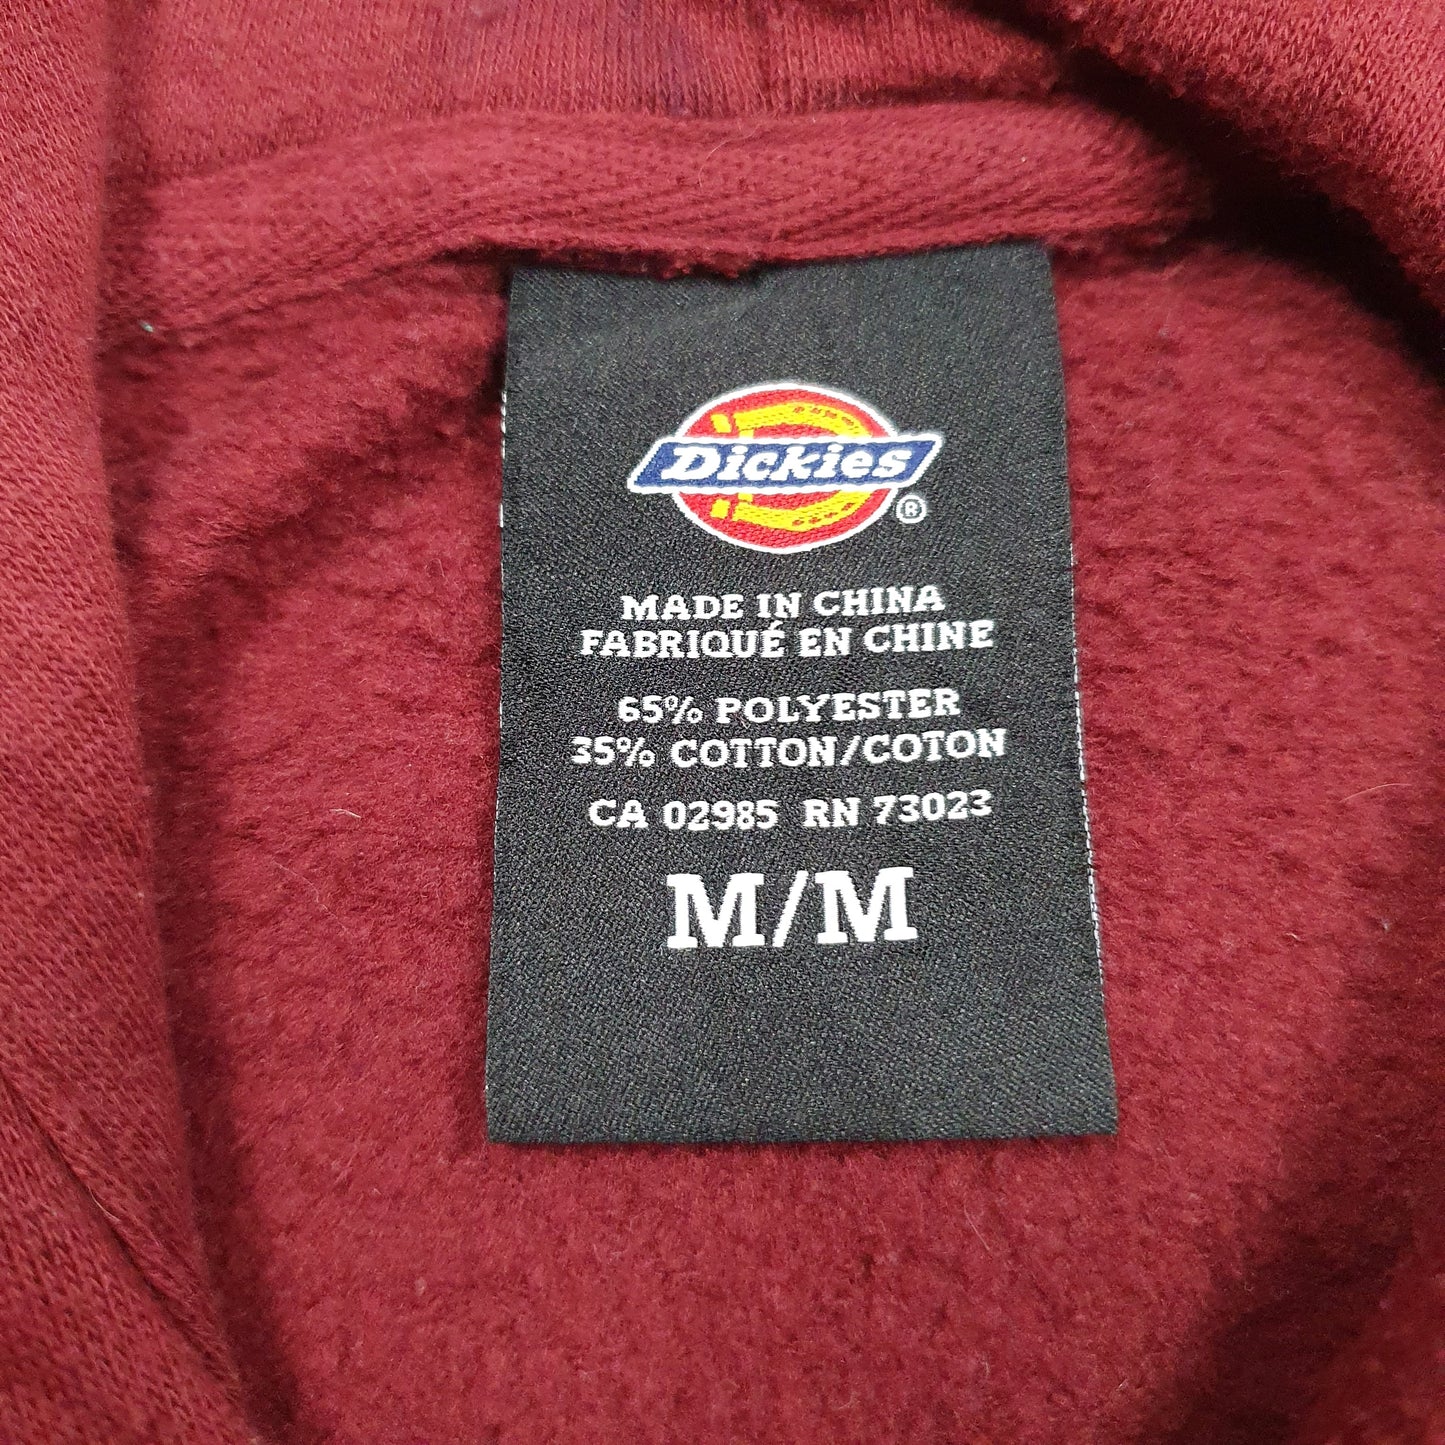 Dickies ®
MADE IN CHINA
FABRIQUÉ EN CHINE
65% POLYESTER
35% COTTON/COTON
CA 02985 RN 73023
M/M